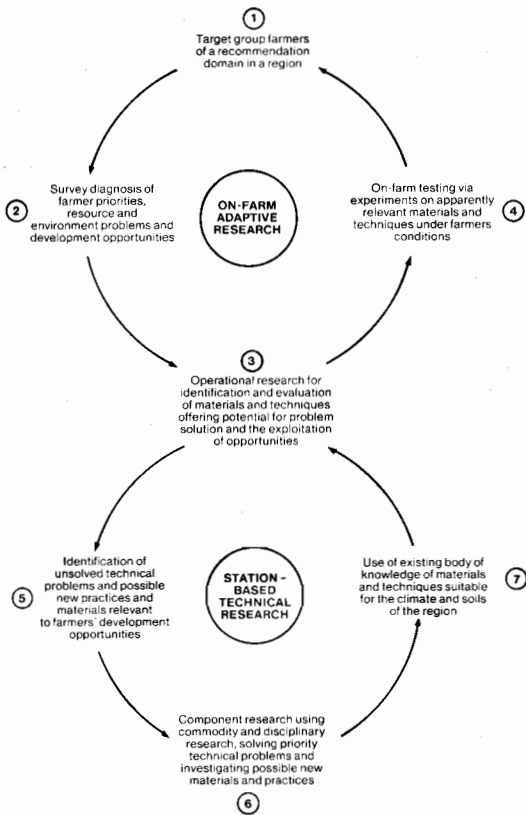 1
Target group farmers
of a recommendation
domain in a region
2
Survey diagnosis of
farmer priorities,
resource and
environment problems and
development opportunities
ON-FARM
ADAPTIVE
RESEARCH
On-farm testing via
experiments on apparently
relevant materials and
techniques under farmers
conditions
4
3
Operational research for
identification and evaluation
of materials and techniques
offering potential for problem
solution and the exploitation
of opportunities
5
Identification of
unsolved technical
problems and possible
new practices and
materials relevant
to farmers' development
opportunities
STATION -
BASED
TECHNICAL
RESEARCH
Use of existing body of
knowledge of materials
and techniques suitable
for the climate and soils
of the region
7
Component research using
commodity and disciplinary
research, solving priority
technical problems and
investigating possible new
materials and practices
6